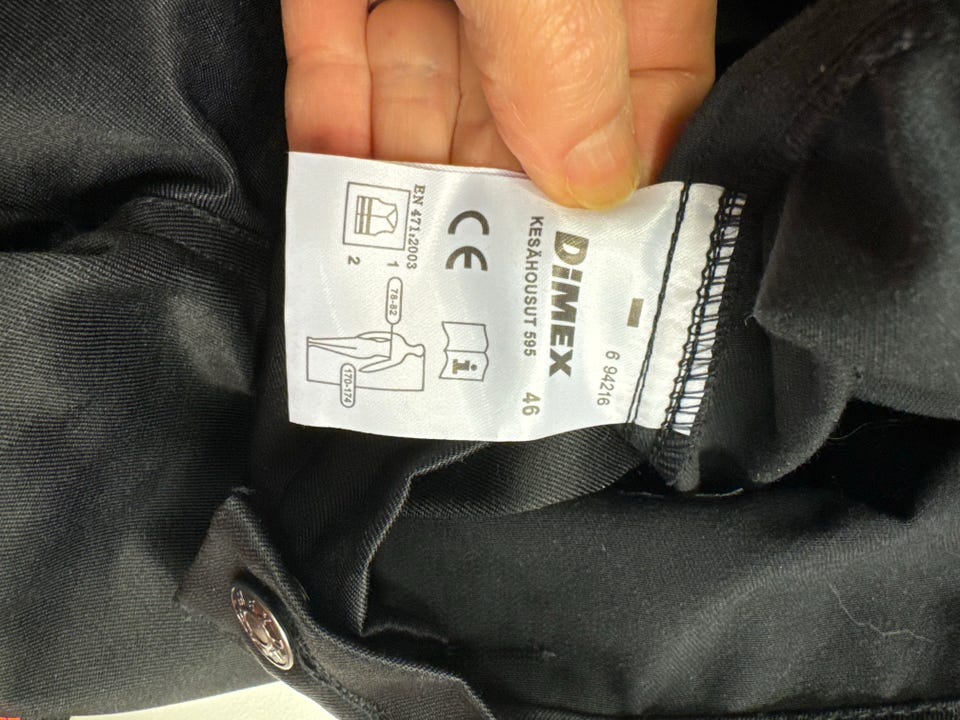 6 94216
DiMEX
KESÄHOUSUT 595 46
CE
i
EN 471:2003
1
2
78-82
170-174